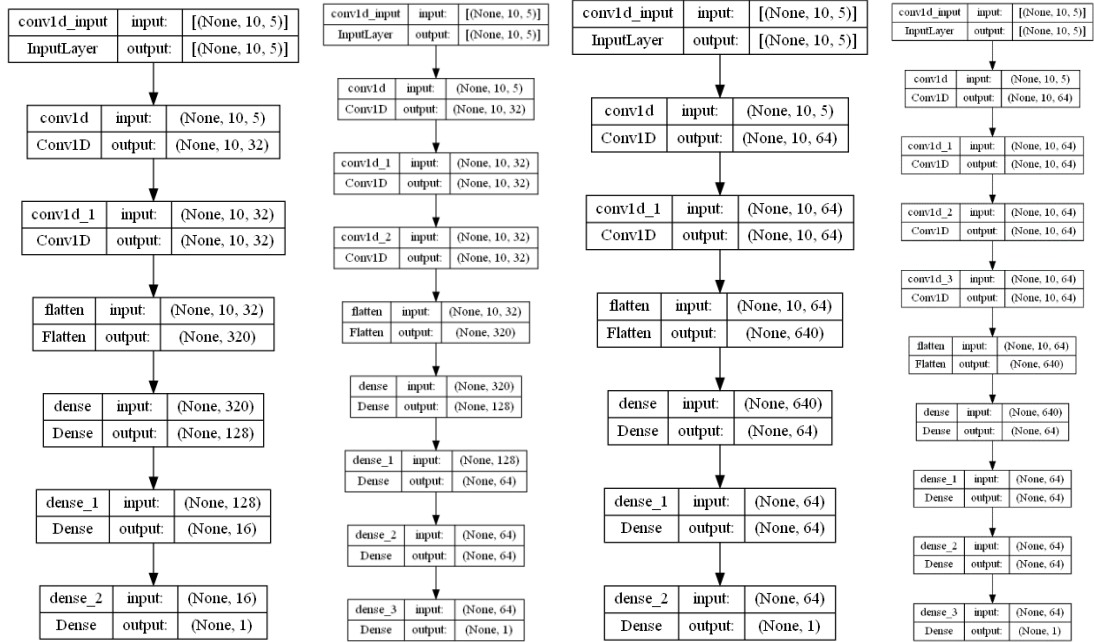 conv1d_input input: [(None, 10, 5)]
InputLayer output: [(None, 10, 5)]
conv1d input: (None, 10, 5)
Conv1D output: (None, 10, 32)
conv1d_1 input: (None, 10, 32)
Conv1D output: (None, 10, 32)
flatten input: (None, 10, 32)
Flatten output: (None, 320)
dense input: (None, 320)
Dense output: (None, 128)
dense_1 input: (None, 128)
Dense output: (None, 16)
dense_2 input: (None, 16)
Dense output: (None, 1)
conv1d_input input: [(None, 10, 5)]
InputLayer output: [(None, 10, 5)]
conv1d input: (None, 10, 5)
Conv1D output: (None, 10, 32)
conv1d_1 input: (None, 10, 32)
Conv1D output: (None, 10, 32)
conv1d_2 input: (None, 10, 32)
Conv1D output: (None, 10, 32)
flatten input: (None, 10, 32)
Flatten output: (None, 320)
dense input: (None, 320)
Dense output: (None, 128)
dense_1 input: (None, 128)
Dense output: (None, 64)
dense_2 input: (None, 64)
Dense output: (None, 64)
dense_3 input: (None, 64)
Dense output: (None, 1)
conv1d_input input: [(None, 10, 5)]
InputLayer output: [(None, 10, 5)]
conv1d input: (None, 10, 5)
Conv1D output: (None, 10, 64)
conv1d_1 input: (None, 10, 64)
Conv1D output: (None, 10, 64)
flatten input: (None, 10, 64)
Flatten output: (None, 640)
dense input: (None, 640)
Dense output: (None, 64)
dense_1 input: (None, 64)
Dense output: (None, 64)
dense_2 input: (None, 64)
Dense output: (None, 1)
conv1d_input input: [(None, 10, 5)]
InputLayer output: [(None, 10, 5)]
conv1d input: (None, 10, 5)
Conv1D output: (None, 10, 64)
conv1d_1 input: (None, 10, 64)
Conv1D output: (None, 10, 64)
conv1d_2 input: (None, 10, 64)
Conv1D output: (None, 10, 64)
conv1d_3 input: (None, 10, 64)
Conv1D output: (None, 10, 64)
flatten input: (None, 10, 64)
Flatten output: (None, 640)
dense input: (None, 640)
Dense output: (None, 64)
dense_1 input: (None, 64)
Dense output: (None, 64)
dense_2 input: (None, 64)
Dense output: (None, 64)
dense_3 input: (None, 64)
Dense output: (None, 1)